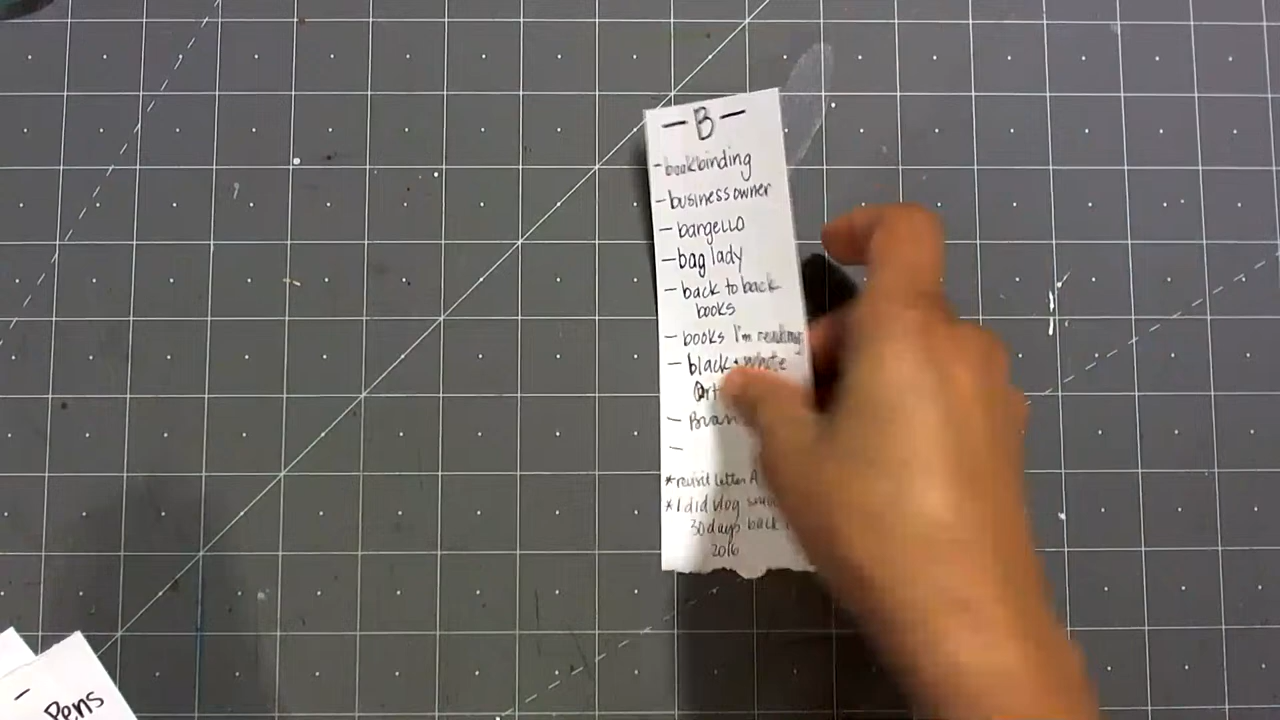 - B -
- bookbinding
- business owner
- bargello
- bag lady
- back to back
books
- books I'm reading
- black + white
art
-
* revisit letter A
* I did vlog
30 days back
2016
- Pens